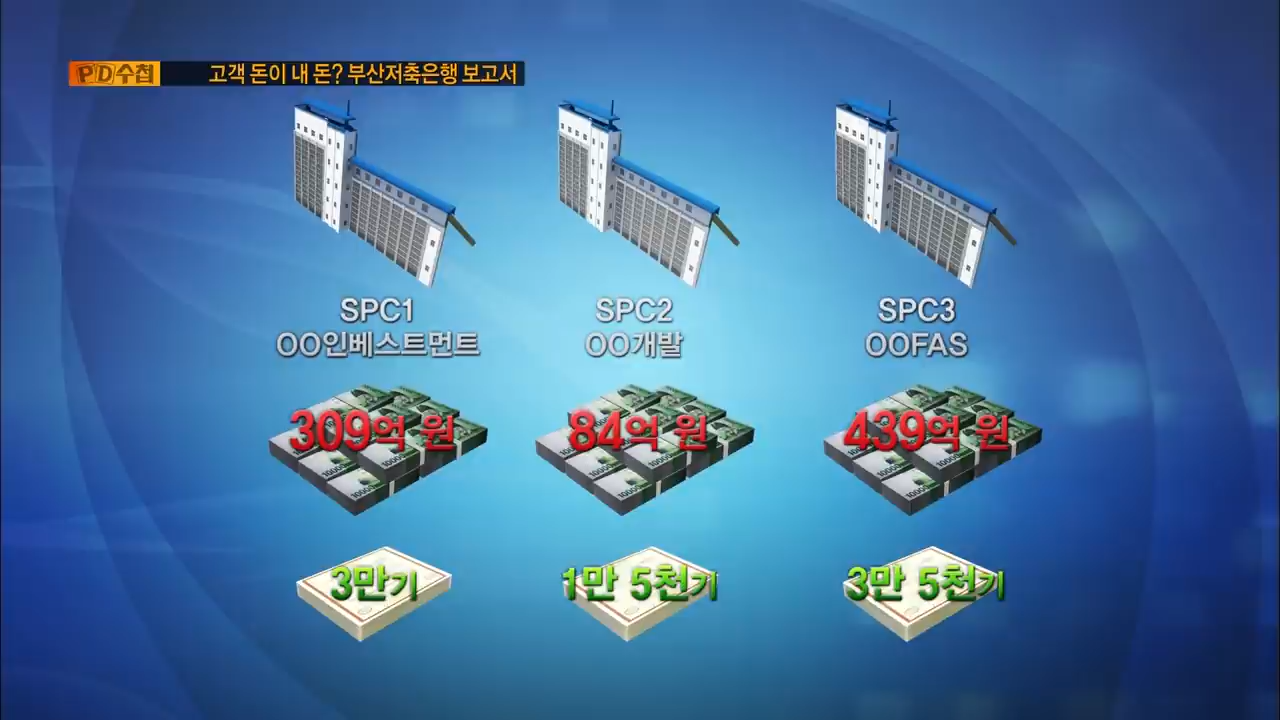 PD수첩 고객 돈이 내 돈? 부산저축은행 보고서
SPC1
OO인베스트먼트
SPC2
OO개발
SPC3
OOFAS
309억 원
84억 원
439억 원
3만기
1만 5천기
3만 5천기